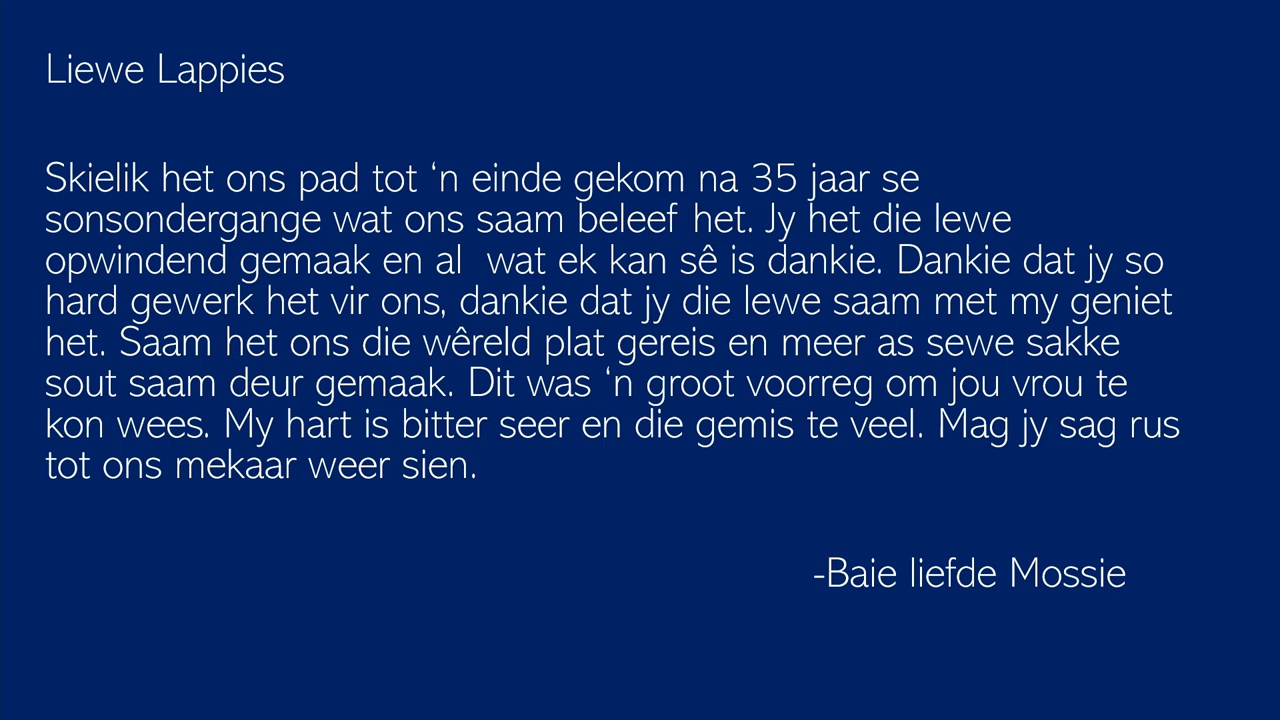 Liewe Lappies
Skielik het ons pad tot ‘n einde gekom na 35 jaar se
sonsondergange wat ons saam beleef het. Jy het die lewe
opwindend gemaak en al  wat ek kan sê is dankie. Dankie dat jy so
hard gewerk het vir ons, dankie dat jy die lewe saam met my geniet
het. Saam het ons die wêreld plat gereis en meer as sewe sakke
sout saam deur gemaak. Dit was ‘n groot voorreg om jou vrou te
kon wees. My hart is bitter seer en die gemis te veel. Mag jy sag rus
tot ons mekaar weer sien.
-Baie liefde Mossie